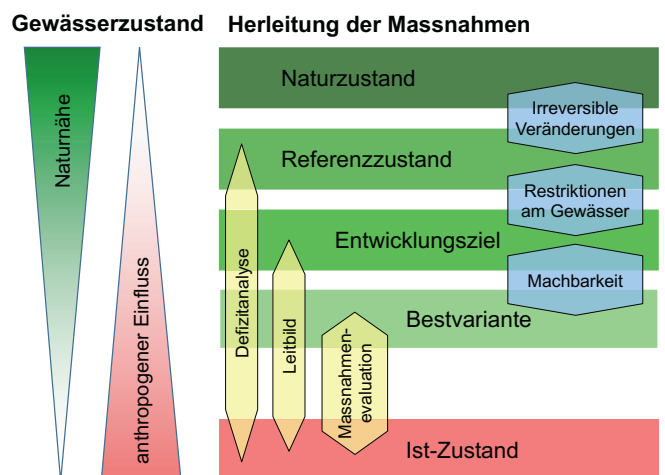 Gewässerzustand
Herleitung der Massnahmen
Naturnähe
anthropogener Einfluss
Naturzustand
Irreversible
Veränderungen
Referenzzustand
Restriktionen
am Gewässer
Entwicklungsziel
Machbarkeit
Bestvariante
Defizitanalyse
Leitbild
Massnahmen-
evaluation
Ist-Zustand